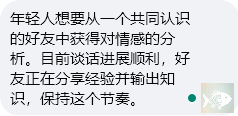 年轻人想要从一个共同认识
的好友中获得对情感的分
析。目前谈话进展顺利，好
友正在分享经验并输出知
识，保持这个节奏。